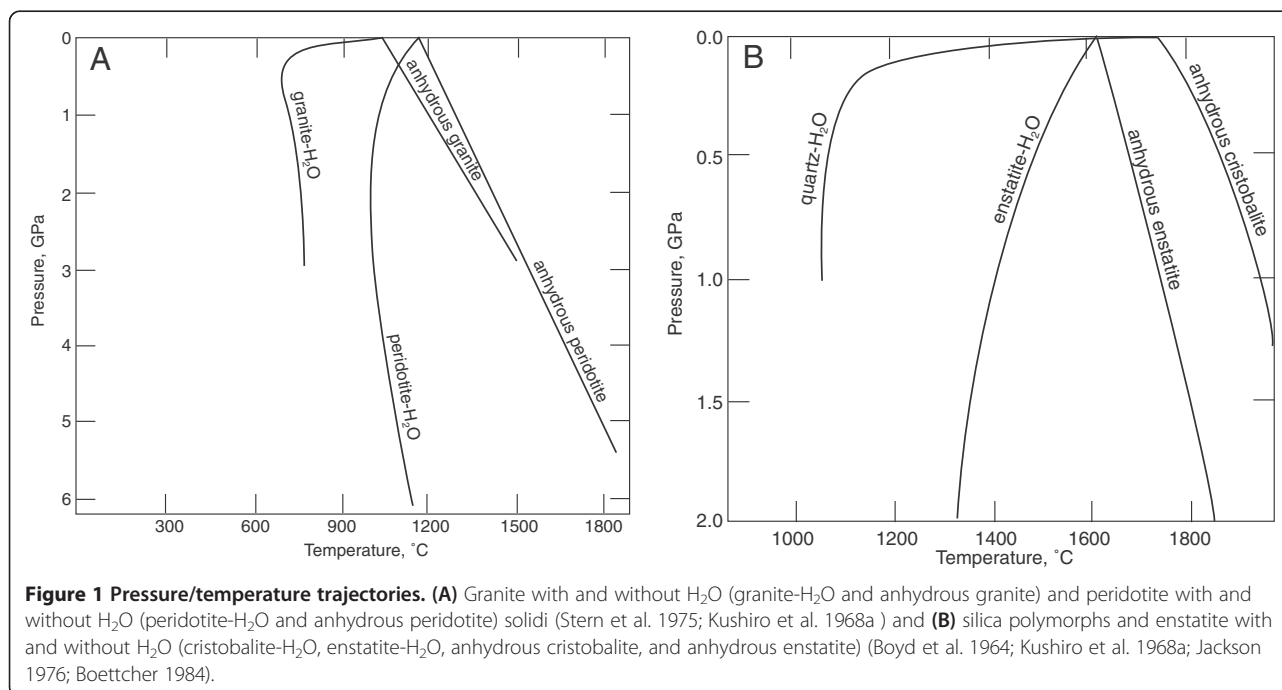 A
0
1
2
3
4
5
6
Pressure, GPa
300
600
900
1200
1500
1800
Temperature, ˚C
granite-H₂O
anhydrous granite
peridotite-H₂O
anhydrous peridotite
B
0.0
0.5
1.0
1.5
2.0
Pressure, GPa
1000
1200
1400
1600
1800
Temperature, ˚C
quartz-H₂O
enstatite-H₂O
anhydrous enstatite
anhydrous cristobalite
Figure 1 Pressure/temperature trajectories. (A) Granite with and without H₂O (granite-H₂O and anhydrous granite) and peridotite with and
without H₂O (peridotite-H₂O and anhydrous peridotite) solidi (Stern et al. 1975; Kushiro et al. 1968a ) and (B) silica polymorphs and enstatite with
and without H₂O (cristobalite-H₂O, enstatite-H₂O, anhydrous cristobalite, and anhydrous enstatite) (Boyd et al. 1964; Kushiro et al. 1968a; Jackson
1976; Boettcher 1984).